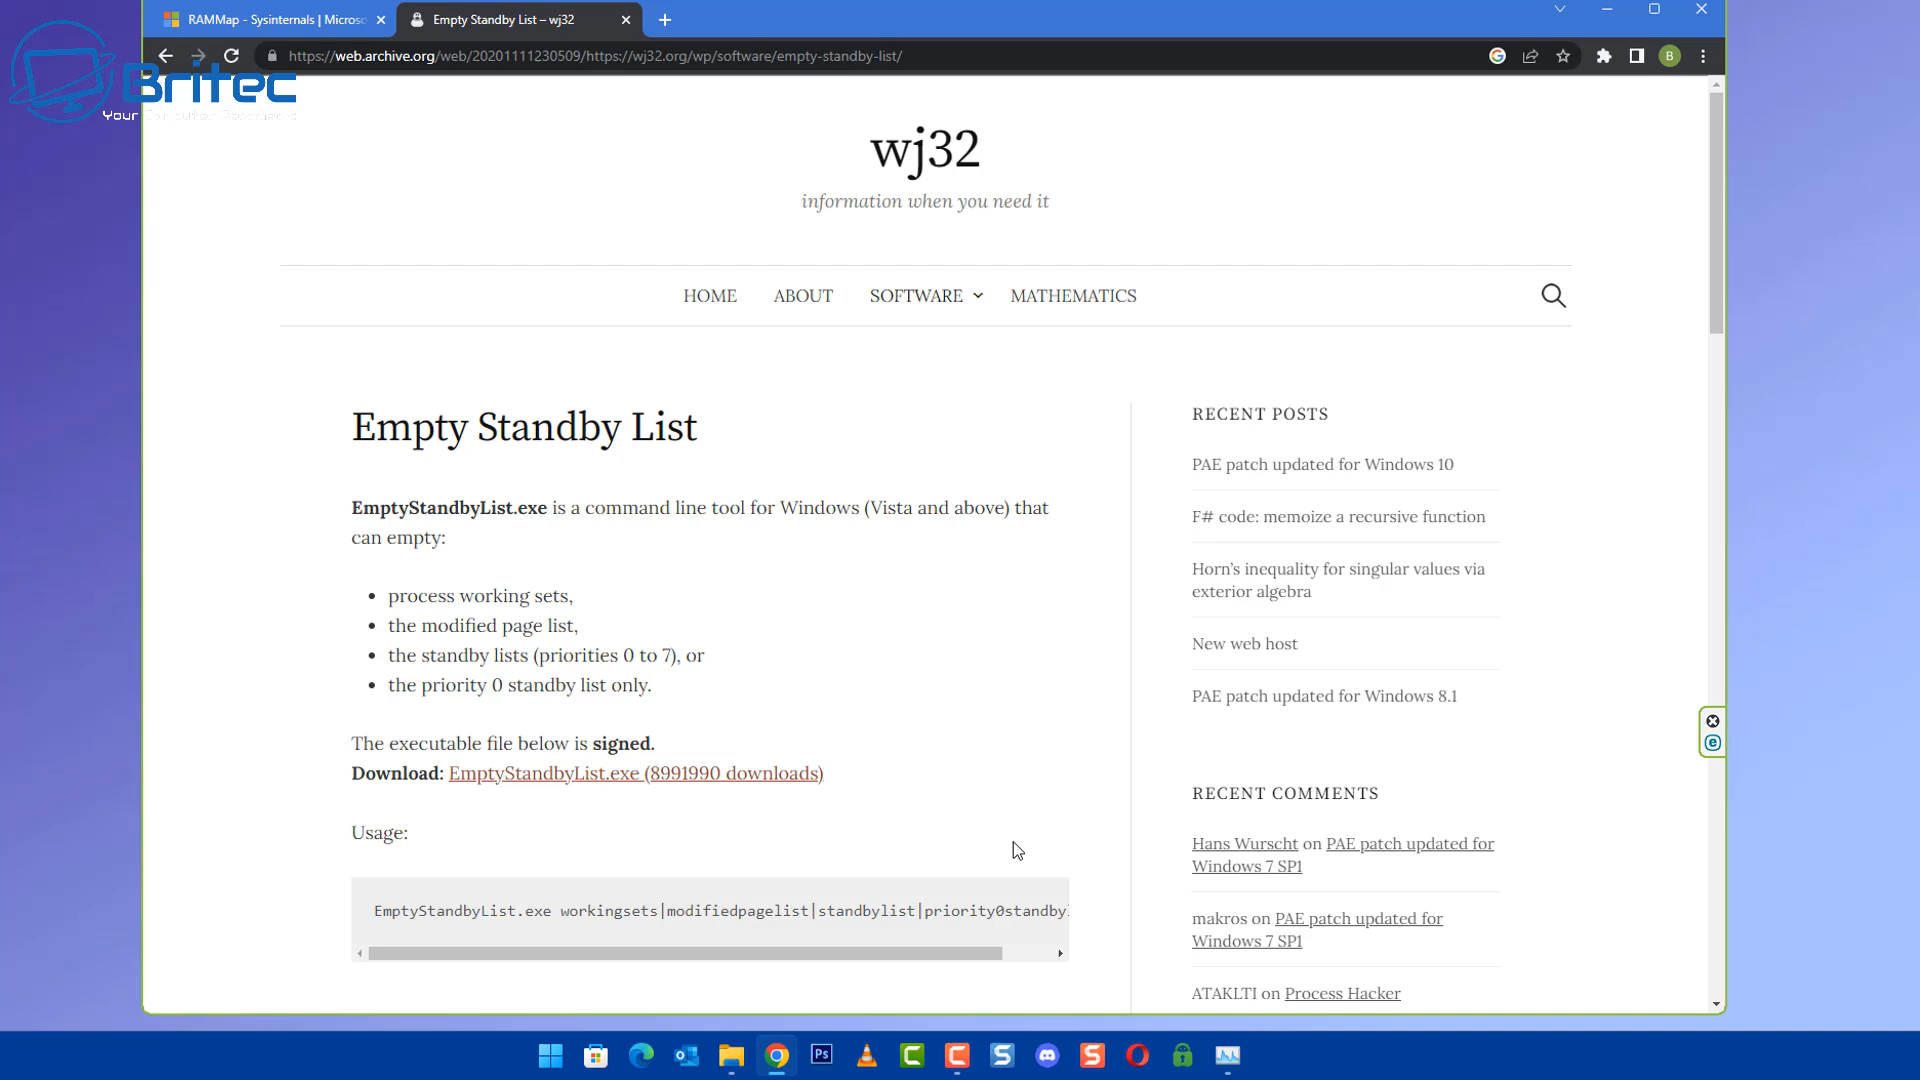 RAMMap - Sysinternals | Micros
Empty Standby List – wj32
https://web.archive.org/web/20201111230509/https://wj32.org/wp/software/empty-standby-list/
B
Britec
Your
wj32
information when you need it
HOME
ABOUT
SOFTWARE
MATHEMATICS
Empty Standby List
EmptyStandbyList.exe is a command line tool for Windows (Vista and above) that
can empty:
• process working sets,
• the modified page list,
• the standby lists (priorities 0 to 7), or
• the priority 0 standby list only.
The executable file below is signed.
Download: EmptyStandbyList.exe (8991990 downloads)
Usage:
EmptyStandbyList.exe workingsets|modifiedpagelist|standbylist|priority0standbyl
RECENT POSTS
PAE patch updated for Windows 10
F# code: memoize a recursive function
Horn's inequality for singular values via
exterior algebra
New web host
PAE patch updated for Windows 8.1
RECENT COMMENTS
Hans Wurscht on PAE patch updated for
Windows 7 SP1
makros on PAE patch updated for
Windows 7 SP1
ATAKLTI on Process Hacker
Ps